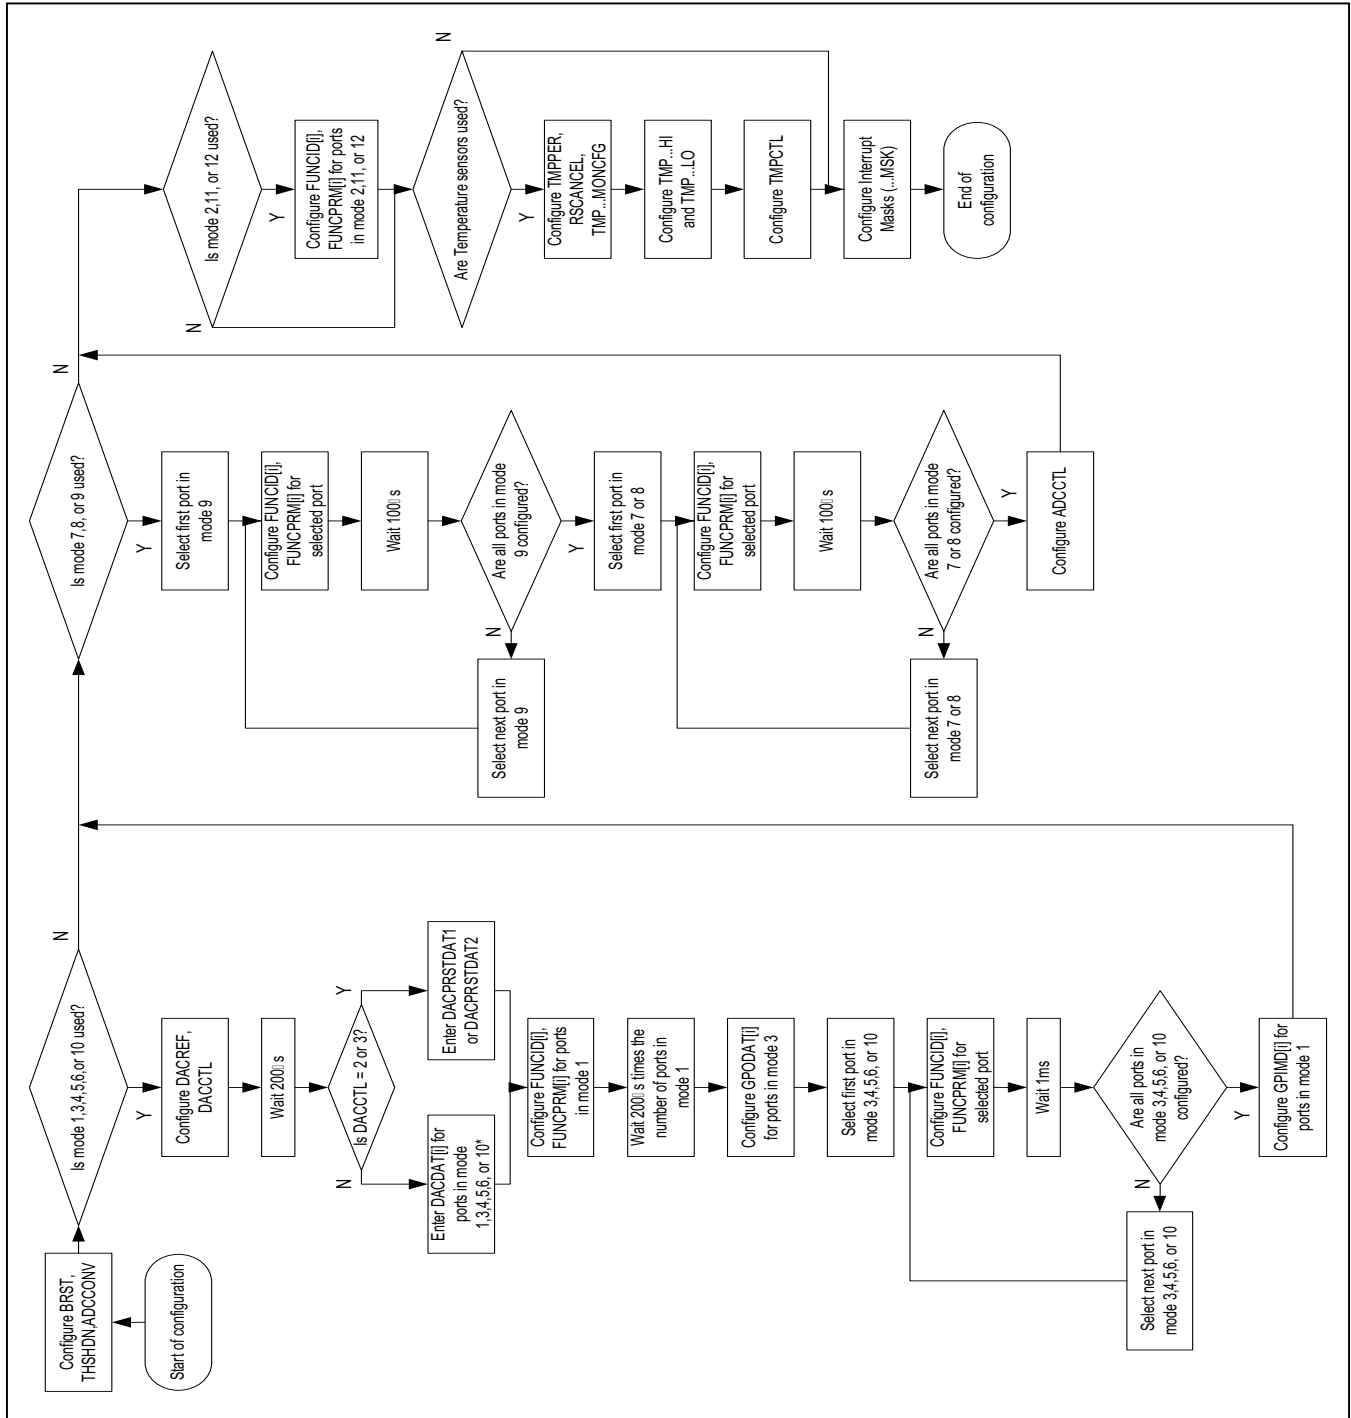 Start of configuration
Configure BRST,
THSHDN,ADCCONV
Is mode 1,3,4,5,6,or 10 used?
N
Y
Configure DACREF,
DACCTL
Wait 200 s
Is DACCTL = 2 or 3?
N
Y
Enter DACDAT[i] for
ports in mode
1,3,4,5,6, or 10*
Enter DACPRSTDAT1
or DACPRSTDAT2
Configure FUNCID[i],
FUNCPRM[i] for ports
in mode 1
Wait 200 s times the
number of ports in
mode 1
Configure GPODAT[i]
for ports in mode 3
Select first port in
mode 3,4,5,6, or 10
Configure FUNCID[i],
FUNCPRM[i] for
selected port
Wait 1ms
Are all ports in
mode 3,4,5,6, or 10
configured?
N
Y
Select next port in
mode 3,4,5,6, or 10
Configure GPIMD[i] for
ports in mode 1
Is mode 7,8, or 9 used?
N
Y
Select first port in
mode 9
Configure FUNCID[i],
FUNCPRM[i] for
selected port
Wait 100 s
Are all ports in mode
9 configured?
N
Y
Select next port in
mode 9
Select first port in
mode 7 or 8
Configure FUNCID[i],
FUNCPRM[i] for
selected port
Wait 100 s
Are all ports in mode
7 or 8 configured?
N
Y
Select next port in
mode 7 or 8
Configure ADCCTL
Is mode 2,11, or 12 used?
N
Y
Configure FUNCID[i],
FUNCPRM[i] for ports
in mode 2,11, or 12
Are Temperature sensors used?
N
Y
Configure TMPPER,
RSCANCEL,
TMP...MONCFG
Configure TMP...HI
and TMP...LO
Configure TMPCTL
Configure Interrupt
Masks (...MSK)
End of
configuration